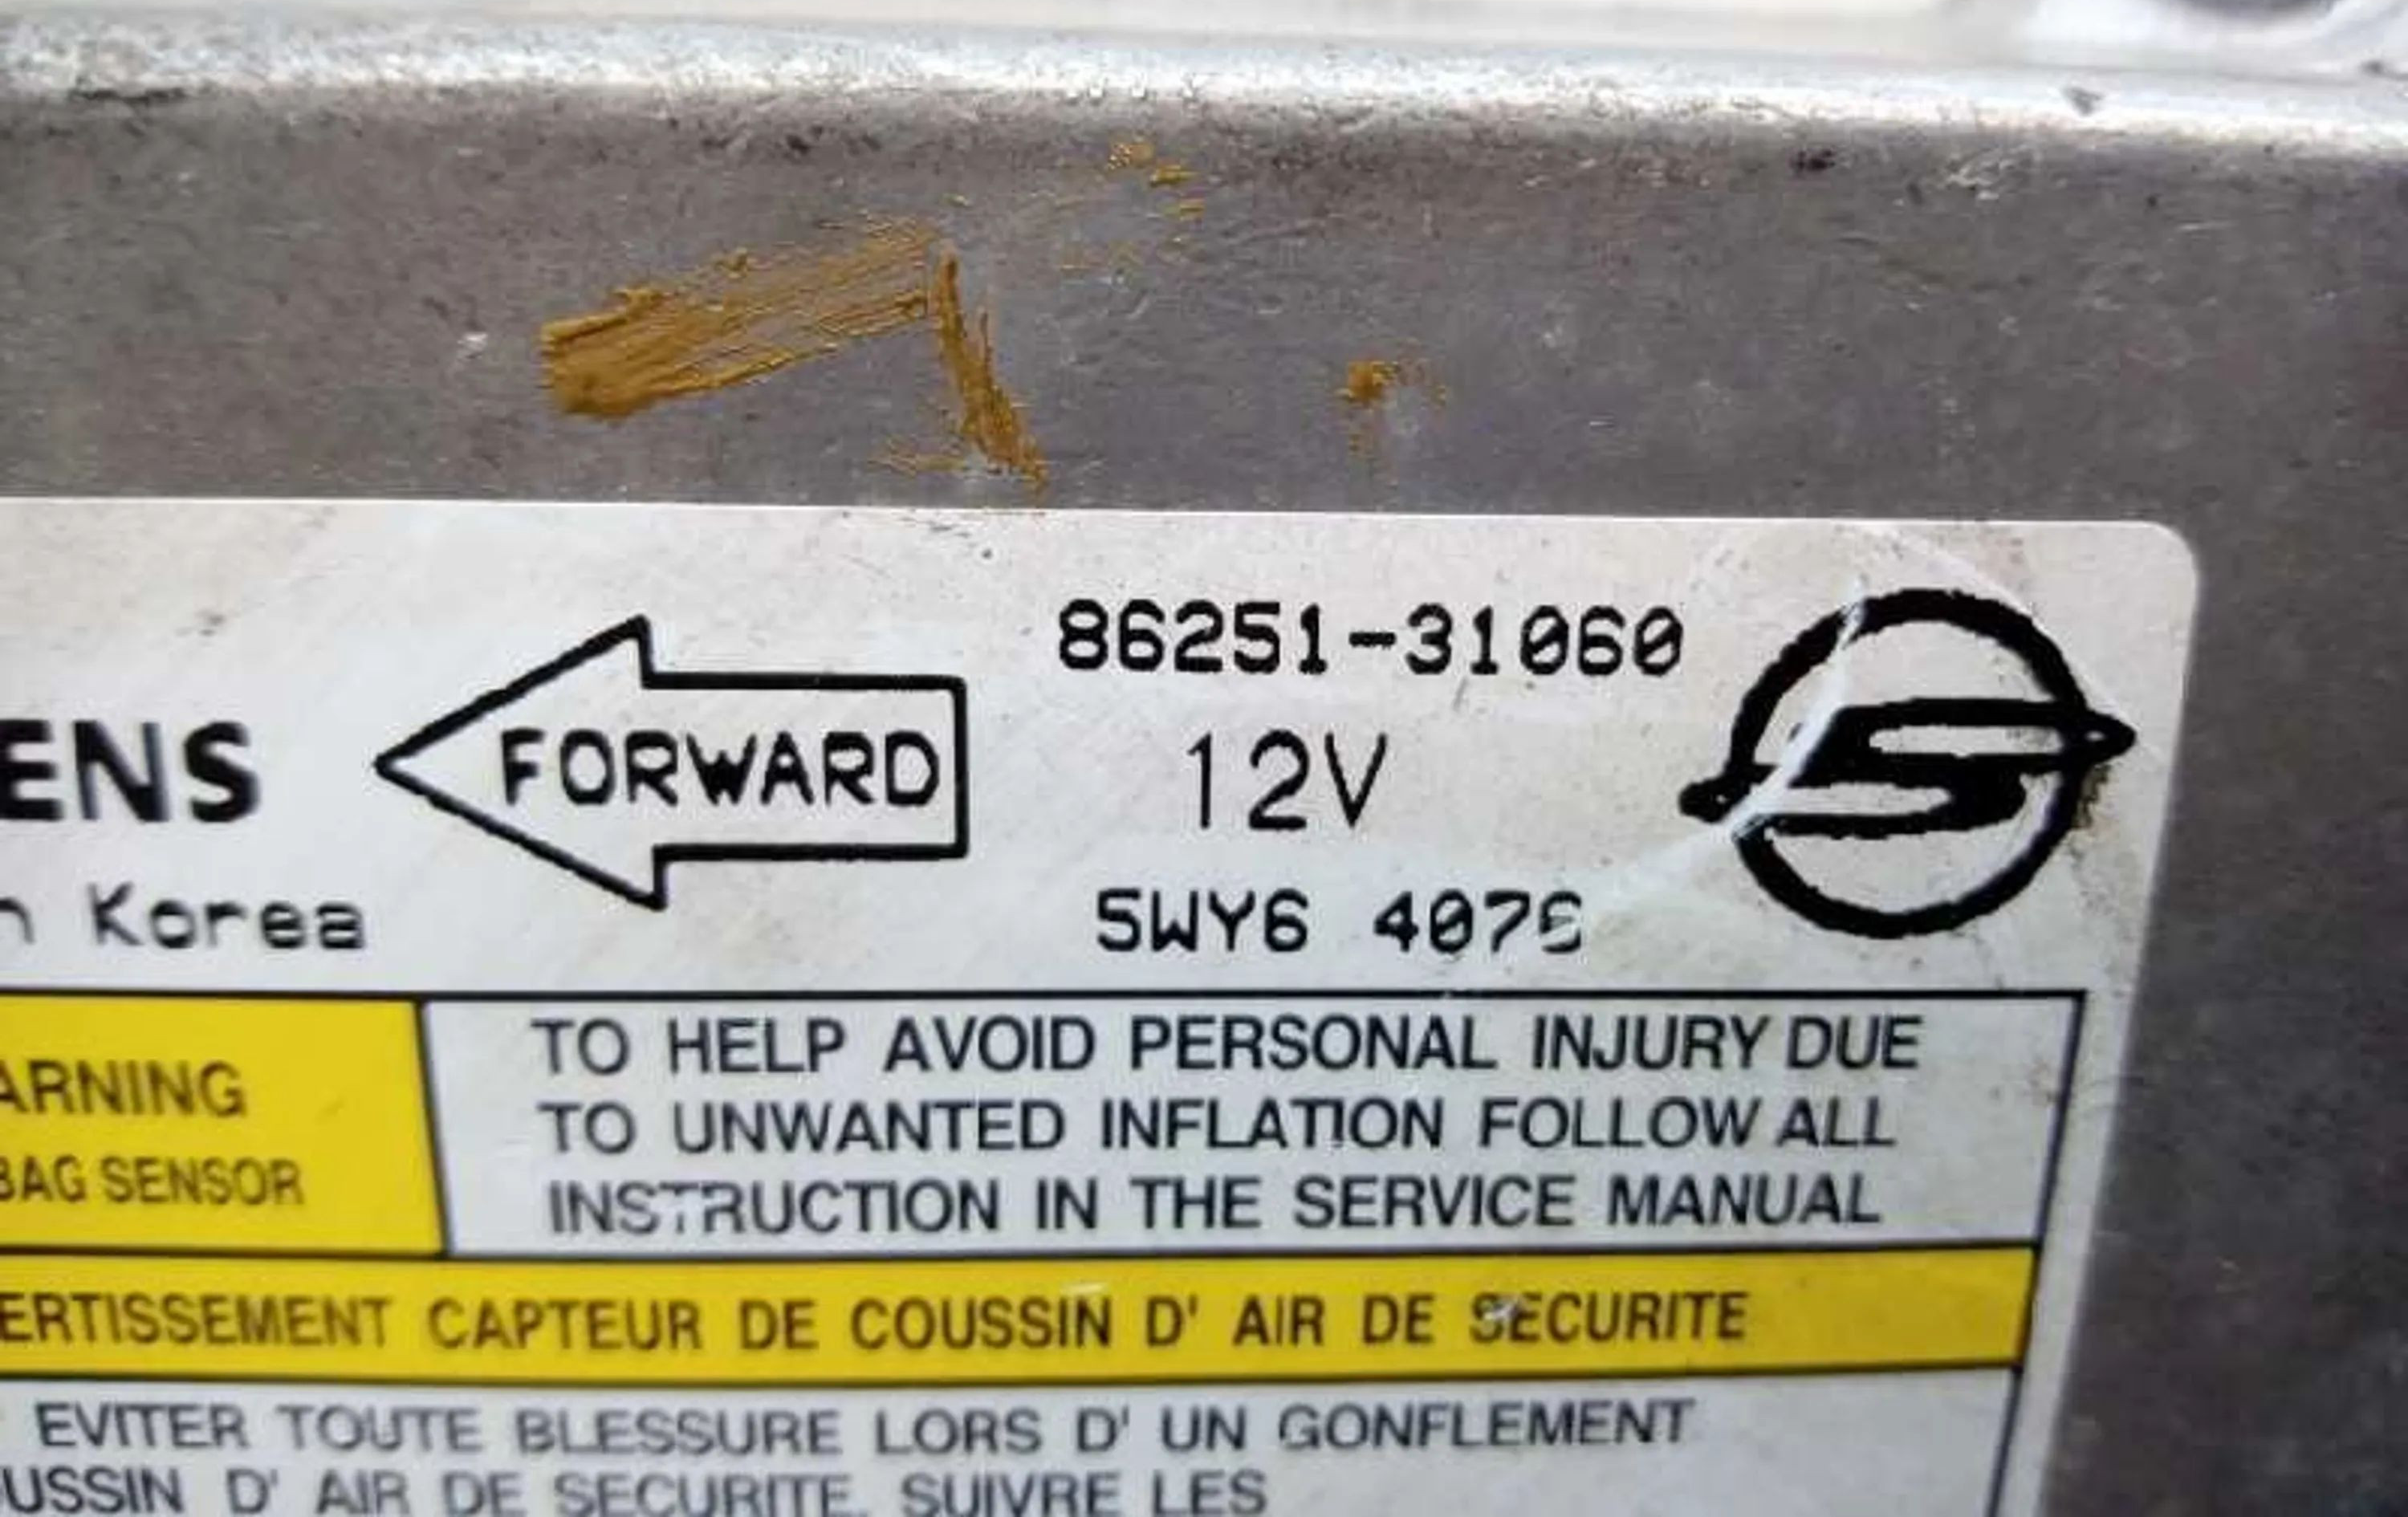 86251-31060
ENS
FORWARD
12V
Korea
5WY6 4076
ARNING
BAG SENSOR
TO HELP AVOID PERSONAL INJURY DUE
TO UNWANTED INFLATION FOLLOW ALL
INSTRUCTION IN THE SERVICE MANUAL
ERTISSEMENT CAPTEUR DE COUSSIN D' AIR DE SECURITE
EVITER TOUTE BLESSURE LORS D' UN GONFLEMENT
USSIN D' AIR DE SECURITE, SUIVRE LES